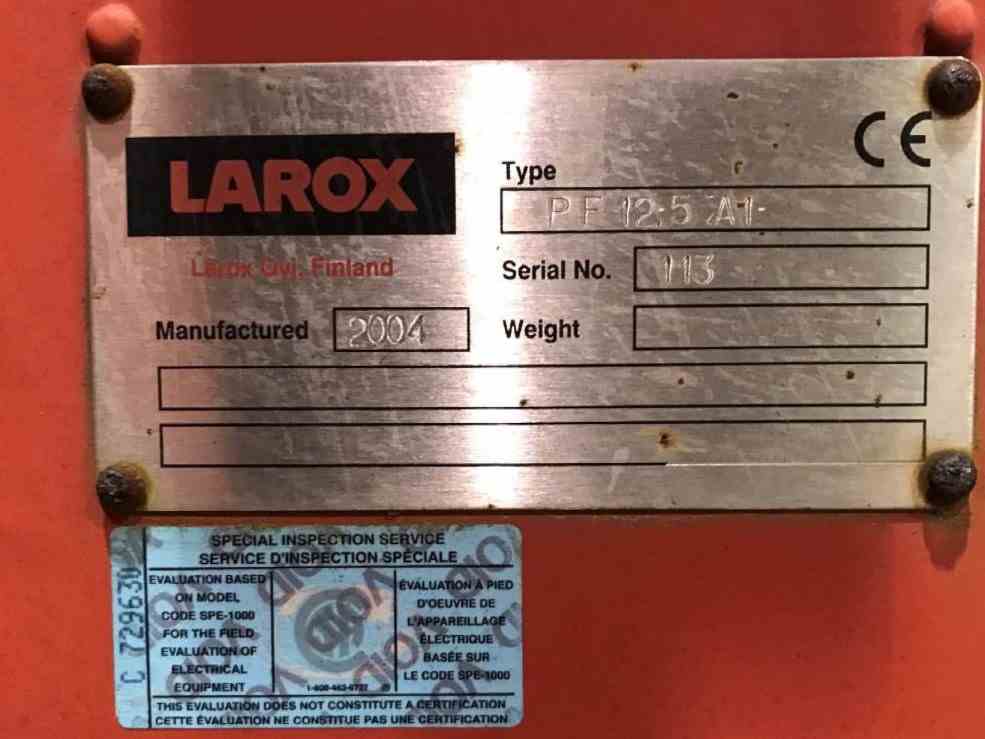 CE
LAROX
Type
PF 12.5 A1-
Larox Oyj, Finland
Serial No.
113
Manufactured
2004
Weight
SPECIAL INSPECTION SERVICE
SERVICE D'INSPECTION SPÉCIALE
C 729630
EVALUATION BASED
ON MODEL
CODE SPE-1000
FOR THE FIELD
EVALUATION OF
ELECTRICAL
EQUIPMENT
VOID
VOID
ÉVALUATION À PIED
D'OEUVRE DE
L'APPAREILLAGE
ÉLECTRIQUE
BASÉE SUR
LE CODE SPE-1000
THIS EVALUATION DOES NOT CONSTITUTE A CERTIFICATION
CETTE ÉVALUATION NE CONSTITUE PAS UNE CERTIFICATION